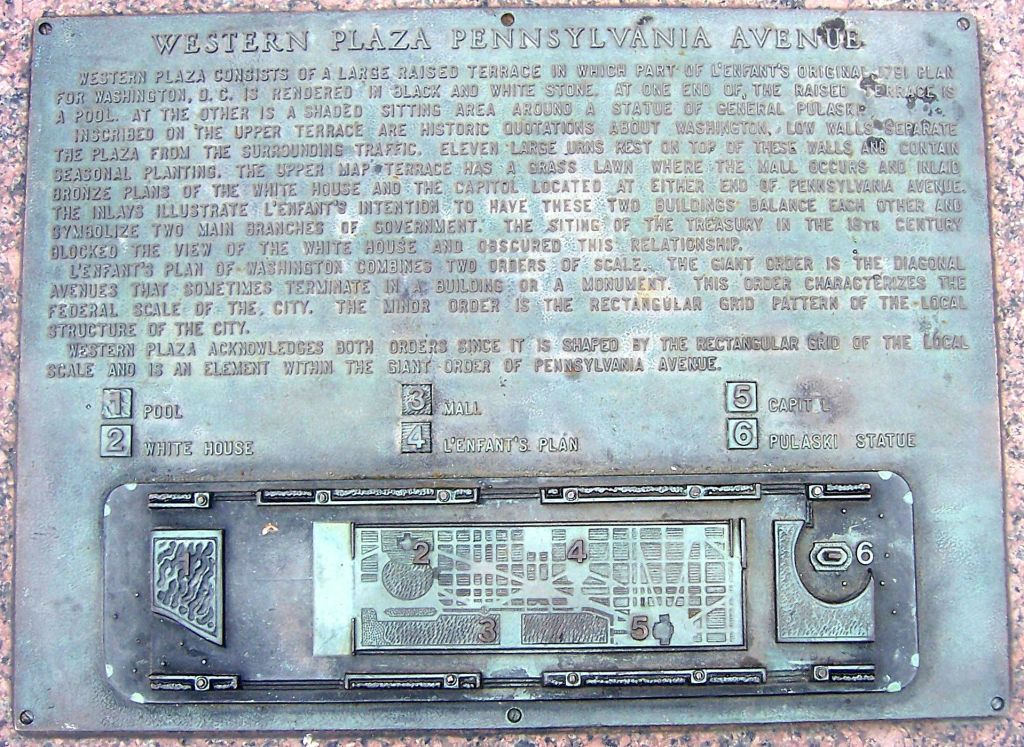 WESTERN PLAZA PENNSYLVANIA AVENUE
WESTERN PLAZA CONSISTS OF A LARGE RAISED TERRACE IN WHICH PART OF L'ENFANT'S ORIGINAL 1791 PLAN
FOR WASHINGTON, D.C. IS RENDERED IN BLACK AND WHITE STONE. AT ONE END OF THE RAISED TERRACE IS
A POOL. AT THE OTHER IS A SHADED SITTING AREA AROUND A STATUE OF GENERAL PULASKI.
INSCRIBED ON THE UPPER TERRACE ARE HISTORIC QUOTATIONS ABOUT WASHINGTON. LOW WALLS SEPARATE
THE PLAZA FROM THE SURROUNDING TRAFFIC. ELEVEN LARGE URNS REST ON TOP OF THESE WALLS AND CONTAIN
SEASONAL PLANTING. THE UPPER MAP TERRACE HAS A GRASS LAWN WHERE THE MALL OCCURS AND INLAID
BRONZE PLANS OF THE WHITE HOUSE AND THE CAPITOL LOCATED AT EITHER END OF PENNSYLVANIA AVENUE.
THE INLAYS ILLUSTRATE L'ENFANT'S INTENTION TO HAVE THESE TWO BUILDINGS BALANCE EACH OTHER AND
SYMBOLIZE TWO MAIN BRANCHES OF GOVERNMENT. THE SITING OF THE TREASURY IN THE 19TH CENTURY
BLOCKED THE VIEW OF THE WHITE HOUSE AND OBSCURED THIS RELATIONSHIP.
L'ENFANT'S PLAN OF WASHINGTON COMBINES TWO ORDERS OF SCALE. THE GIANT ORDER IS THE DIAGONAL
AVENUES THAT SOMETIMES TERMINATE IN A BUILDING OR A MONUMENT. THIS ORDER CHARACTERIZES THE
FEDERAL SCALE OF THE CITY. THE MINOR ORDER IS THE RECTANGULAR GRID PATTERN OF THE LOCAL
STRUCTURE OF THE CITY.
WESTERN PLAZA ACKNOWLEDGES BOTH ORDERS SINCE IT IS SHAPED BY THE RECTANGULAR GRID OF THE LOCAL
SCALE AND IS AN ELEMENT WITHIN THE GIANT ORDER OF PENNSYLVANIA AVENUE.
1 POOL 3 MALL 5 CAPITOL
2 WHITE HOUSE 4 L'ENFANT'S PLAN 6 PULASKI STATUE
1 2 4 6
3 5